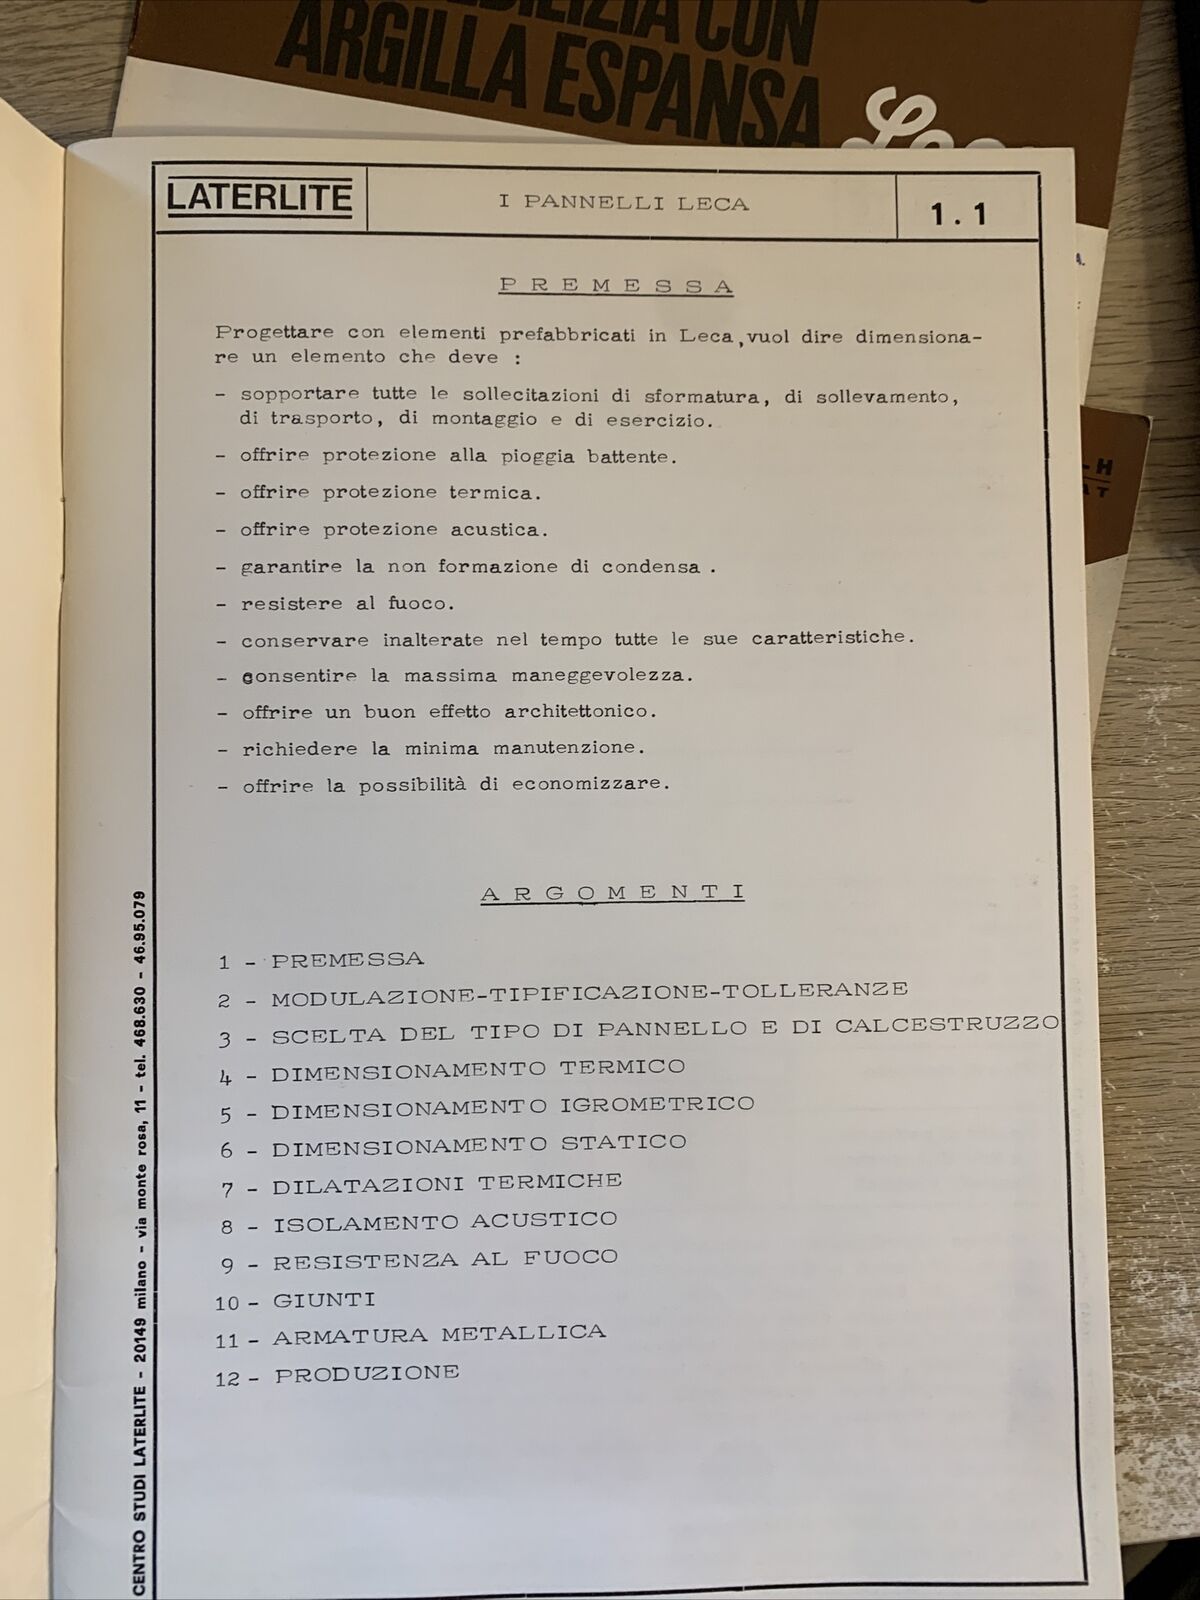 ARGILLA ESPANSA
LATERLITE
I PANNELLI LECA
1.1
PREMESSA
Progettare con elementi prefabbricati in Leca,vuol dire dimensiona-
re un elemento che deve :
- sopportare tutte le sollecitazioni di sformatura, di sollevamento,
di trasporto, di montaggio e di esercizio.
- offrire protezione alla pioggia battente.
- offrire protezione termica.
- offrire protezione acustica.
- garantire la non formazione di condensa .
- resistere al fuoco.
- conservare inalterate nel tempo tutte le sue caratteristiche.
- consentire la massima maneggevolezza.
- offrire un buon effetto architettonico.
- richiedere la minima manutenzione.
- offrire la possibilità di economizzare.
ARGOMENTI
1 - PREMESSA
2 - MODULAZIONE-TIPIFICAZIONE-TOLLERANZE
3 - SCELTA DEL TIPO DI PANNELLO E DI CALCESTRUZZO
4 - DIMENSIONAMENTO TERMICO
5 - DIMENSIONAMENTO IGROMETRICO
6 - DIMENSIONAMENTO STATICO
7 - DILATAZIONI TERMICHE
8 - ISOLAMENTO ACUSTICO
9 - RESISTENZA AL FUOCO
10 - GIUNTI
11 - ARMATURA METALLICA
12 - PRODUZIONE
CENTRO STUDI LATERLITE - 20149 milano - via monte rosa, 11 - tel. 468.630 - 46.95.079